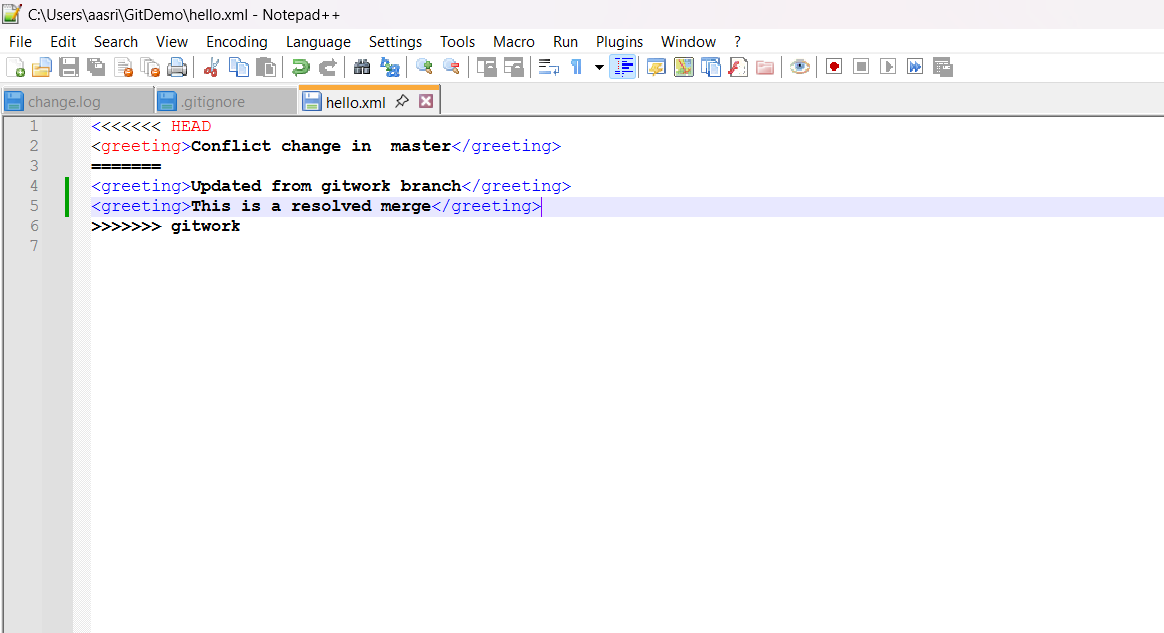 C:\Users\aasri\GitDemo\hello.xml - Notepad++
File Edit Search View Encoding Language Settings Tools Macro Run Plugins Window ?
change.log .gitignore hello.xml
1 <<<<<<< HEAD
2 <greeting>Conflict change in  master</greeting>
3 =======
4 <greeting>Updated from gitwork branch</greeting>
5 <greeting>This is a resolved merge</greeting>
6 >>>>>>> gitwork
7